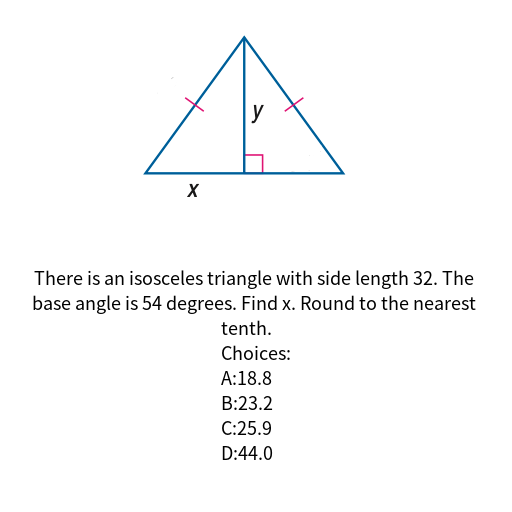 y
x
There is an isosceles triangle with side length 32. The
base angle is 54 degrees. Find x. Round to the nearest
tenth.
Choices:
A:18.8
B:23.2
C:25.9
D:44.0